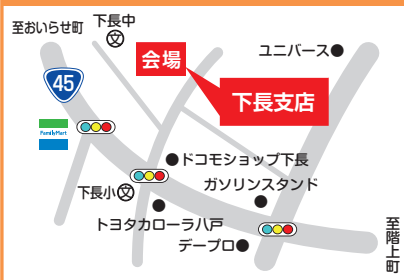 至おいらせ町
下長中
文
会場
ユニバース
45
下長支店
FamilyMart
ドコモショップ下長
下長小文
ガソリンスタンド
トヨタカローラ八戸
デープロ
至階上町